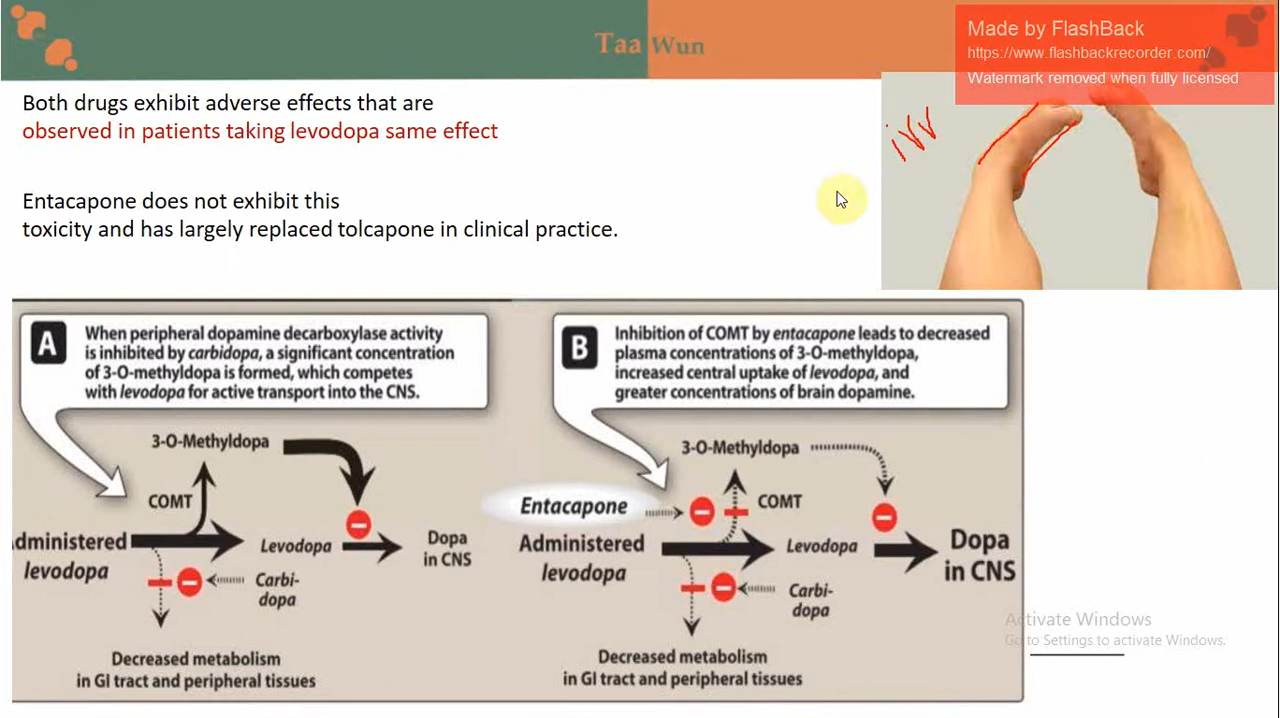 Taa Wun
Made by FlashBack
https://www.flashbackrecorder.com/
Watermark removed when fully licensed
Both drugs exhibit adverse effects that are
observed in patients taking levodopa same effect
Entacapone does not exhibit this
toxicity and has largely replaced tolcapone in clinical practice.
A
When peripheral dopamine decarboxylase activity
is inhibited by carbidopa, a significant concentration
of 3-O-methyldopa is formed, which competes
with levodopa for active transport into the CNS.
3-O-Methyldopa
COMT
dministered
levodopa
Levodopa
Dopa
in CNS
Carbi-
dopa
Decreased metabolism
in GI tract and peripheral tissues
B
Inhibition of COMT by entacapone leads to decreased
plasma concentrations of 3-O-methyldopa,
increased central uptake of levodopa, and
greater concentrations of brain dopamine.
3-O-Methyldopa
Entacapone
COMT
Administered
levodopa
Levodopa
Dopa
in CNS
Carbi-
dopa
Decreased metabolism
in GI tract and peripheral tissues
Activate Windows
Go to Settings to activate Windows.